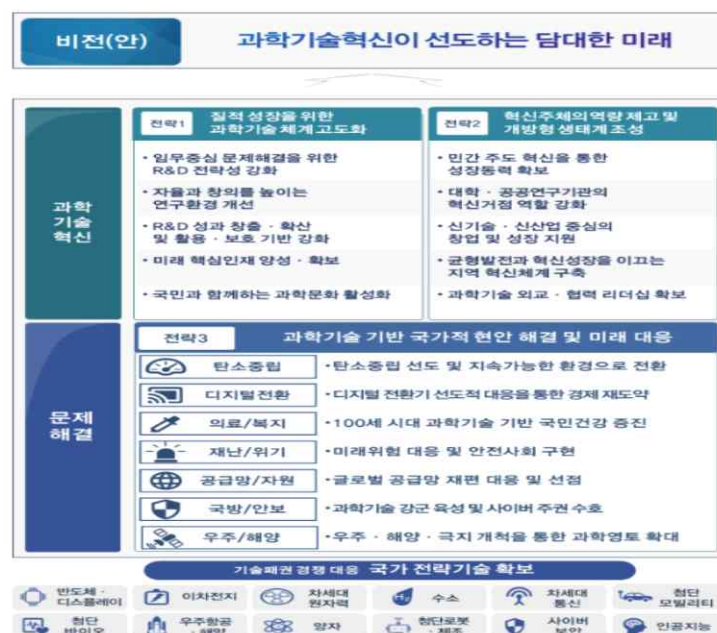 비전(안)
과학기술혁신이 선도하는 담대한 미래
과학
기술
혁신
전략1
질적 성장을 위한
과학기술 체계 고도화
· 임무중심 문제해결을 위한
R&D 전략성 강화
· 자율과 창의를 높이는
연구환경 개선
· R&D 성과 창출 · 확산
및 활용 · 보호 기반 강화
· 미래 핵심인재 양성 · 확보
· 국민과 함께하는 과학문화 활성화
전략2
혁신주체의 역량 제고 및
개방형 생태계 조성
· 민간 주도 혁신을 통한
성장동력 확보
· 대학 · 공공연구기관의
혁신거점 역할 강화
· 신기술 · 신산업 중심의
창업 및 성장 지원
· 균형발전과 혁신성장을 이끄는
지역 혁신체계 구축
· 과학기술 외교 · 협력 리더십 확보
문제
해결
전략3
과학기술 기반 국가적 현안 해결 및 미래 대응
탄소중립
· 탄소중립 선도 및 지속가능한 환경으로 전환
디지털전환
· 디지털 전환기 선도적 대응을 통한 경제 재도약
의료/복지
· 100세 시대 과학기술 기반 국민건강 증진
재난/위기
· 미래위험 대응 및 안전사회 구현
공급망/자원
· 글로벌 공급망 재편 대응 및 선점
국방/안보
· 과학기술 강군 육성 및 사이버 주권 수호
우주/해양
· 우주 · 해양 · 극지 개척을 통한 과학영토 확대
기술패권 경쟁 대응 국가 전략기술 확보
반도체 ·
디스플레이
이차전지
차세대
원자력
수소
차세대
통신
첨단
모빌리티
첨단
바이오
우주항공
· 해양
양자
첨단로봇
· 제조
사이버
보안
인공지능